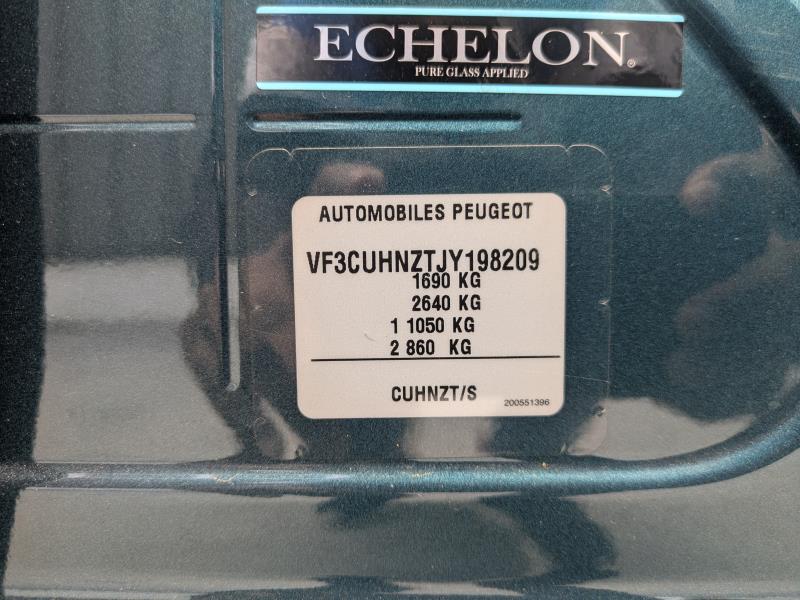 ECHELON®
PURE GLASS APPLIED
AUTOMOBILES PEUGEOT
VF3CUHNZTJY198209
1690 KG
2640 KG
1 1050 KG
2 860 KG
CUHNZT/S
200551396